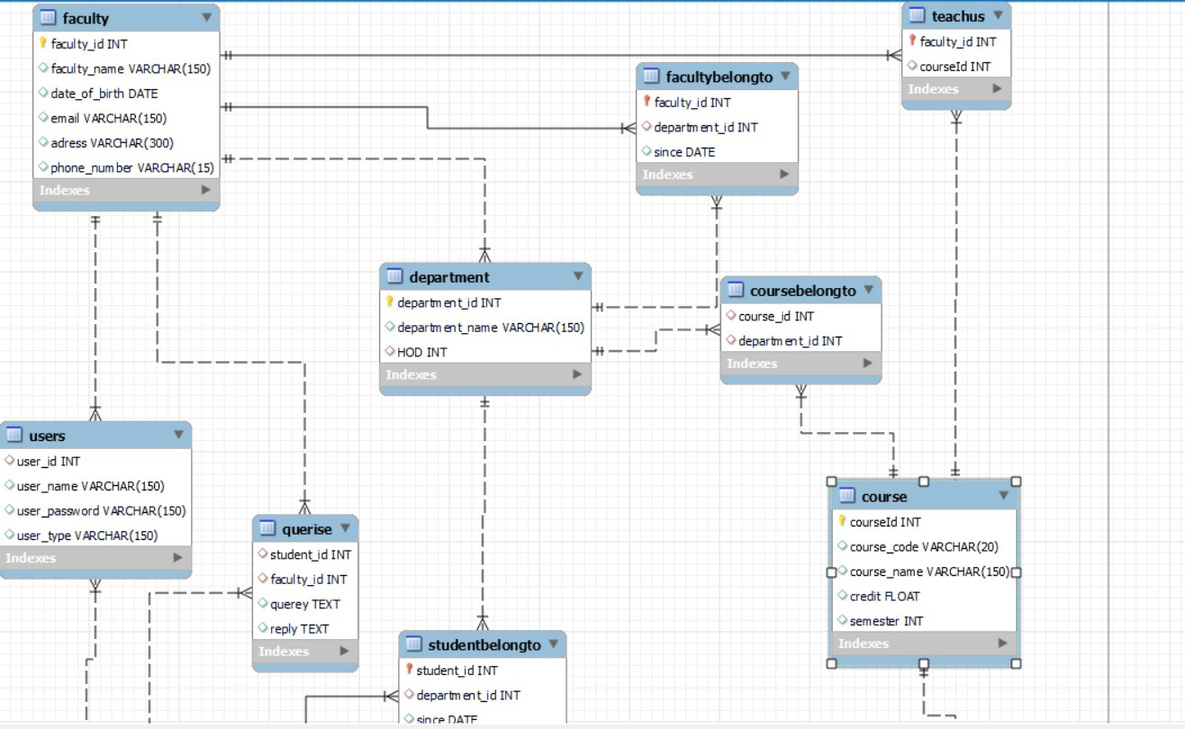 faculty
faculty_id INT
faculty_name VARCHAR(150)
date_of_birth DATE
email VARCHAR(150)
adress VARCHAR(300)
phone_number VARCHAR(15)
Indexes
teachus
faculty_id INT
courseId INT
Indexes
facultybelongto
faculty_id INT
department_id INT
since DATE
Indexes
department
department_id INT
department_name VARCHAR(150)
HOD INT
Indexes
coursebelongto
course_id INT
department_id INT
Indexes
users
user_id INT
user_name VARCHAR(150)
user_password VARCHAR(150)
user_type VARCHAR(150)
Indexes
querise
student_id INT
faculty_id INT
querey TEXT
reply TEXT
Indexes
course
courseId INT
course_code VARCHAR(20)
course_name VARCHAR(150)
credit FLOAT
semester INT
Indexes
studentbelongto
student_id INT
department_id INT
since DATE